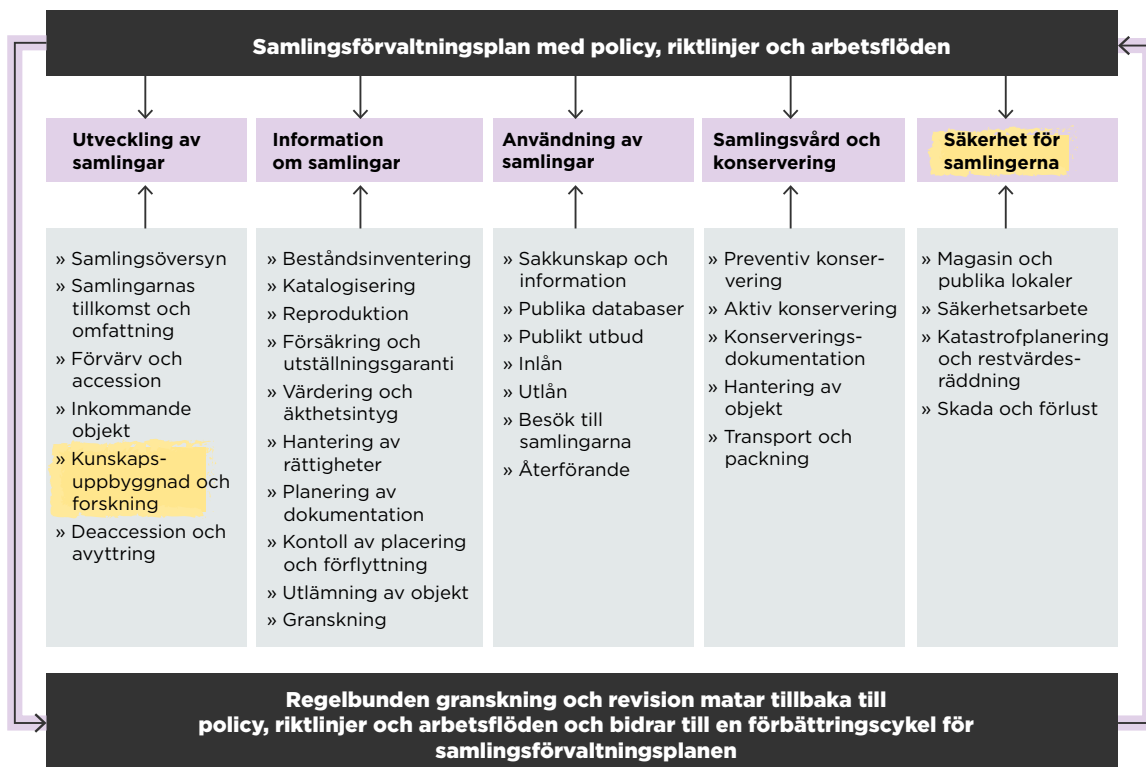 Samlingsförvaltningsplan med policy, riktlinjer och arbetsflöden
Utveckling av
samlingar
Information
om samlingar
Användning av
samlingar
Samlingsvård och
konservering
Säkerhet för
samlingerna
» Samlingsöversyn
» Samlingarnas
tillkomst och
omfattning
» Förvärv och
accession
» Inkommande
objekt
» Kunskaps-
uppbyggnad och
forskning
» Deaccession och
avyttring
» Beståndsinventering
» Katalogisering
» Reproduktion
» Försäkring och
utställningsgaranti
» Värdering och
äkthetsintyg
» Hantering av
rättigheter
» Planering av
dokumentation
» Kontoll av placering
och förflyttning
» Utlämning av objekt
» Granskning
» Sakkunskap och
information
» Publika databaser
» Publikt utbud
» Inlån
» Utlån
» Besök till
samlingarna
» Återförande
» Preventiv konser-
vering
» Aktiv konservering
» Konserverings-
dokumentation
» Hantering av
objekt
» Transport och
packning
» Magasin och
publika lokaler
» Säkerhetsarbete
» Katastrofplanering
och restvärdes-
räddning
» Skada och förlust
Regelbunden granskning och revision matar tillbaka till
policy, riktlinjer och arbetsflöden och bidrar till en förbättringscykel för
samlingsförvaltningsplanen